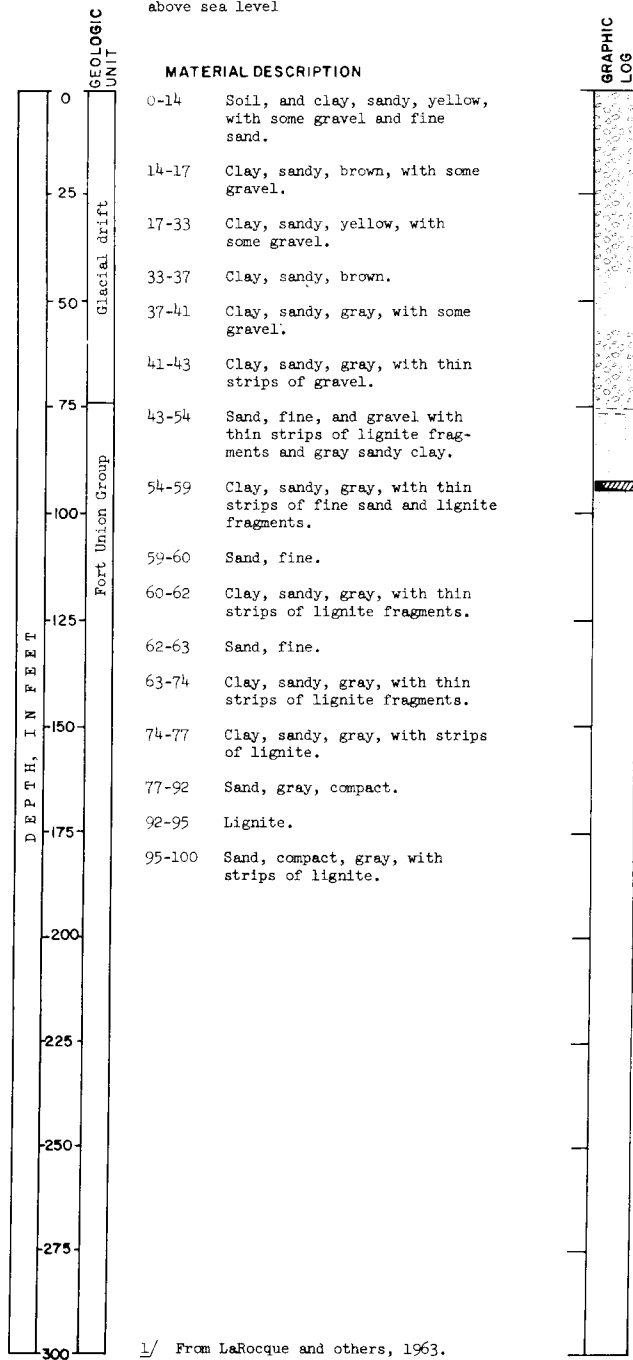 above sea level
GEOLOGIC
UNIT
MATERIAL DESCRIPTION
GRAPHIC
LOG
0-14 Soil, and clay, sandy, yellow,
with some gravel and fine
sand.
14-17 Clay, sandy, brown, with some
gravel.
17-33 Clay, sandy, yellow, with
some gravel.
33-37 Clay, sandy, brown.
37-41 Clay, sandy, gray, with some
gravel.
41-43 Clay, sandy, gray, with thin
strips of gravel.
43-54 Sand, fine, and gravel with
thin strips of lignite frag-
ments and gray sandy clay.
54-59 Clay, sandy, gray, with thin
strips of fine sand and lignite
fragments.
59-60 Sand, fine.
60-62 Clay, sandy, gray, with thin
strips of lignite fragments.
62-63 Sand, fine.
63-74 Clay, sandy, gray, with thin
strips of lignite fragments.
74-77 Clay, sandy, gray, with strips
of lignite.
77-92 Sand, gray, compact.
92-95 Lignite.
95-100 Sand, compact, gray, with
strips of lignite.
DEPTH, IN FEET
0
25
50
75
100
125
150
175
200
225
250
275
300
Glacial drift
Fort Union Group
1/ From LaRocque and others, 1963.